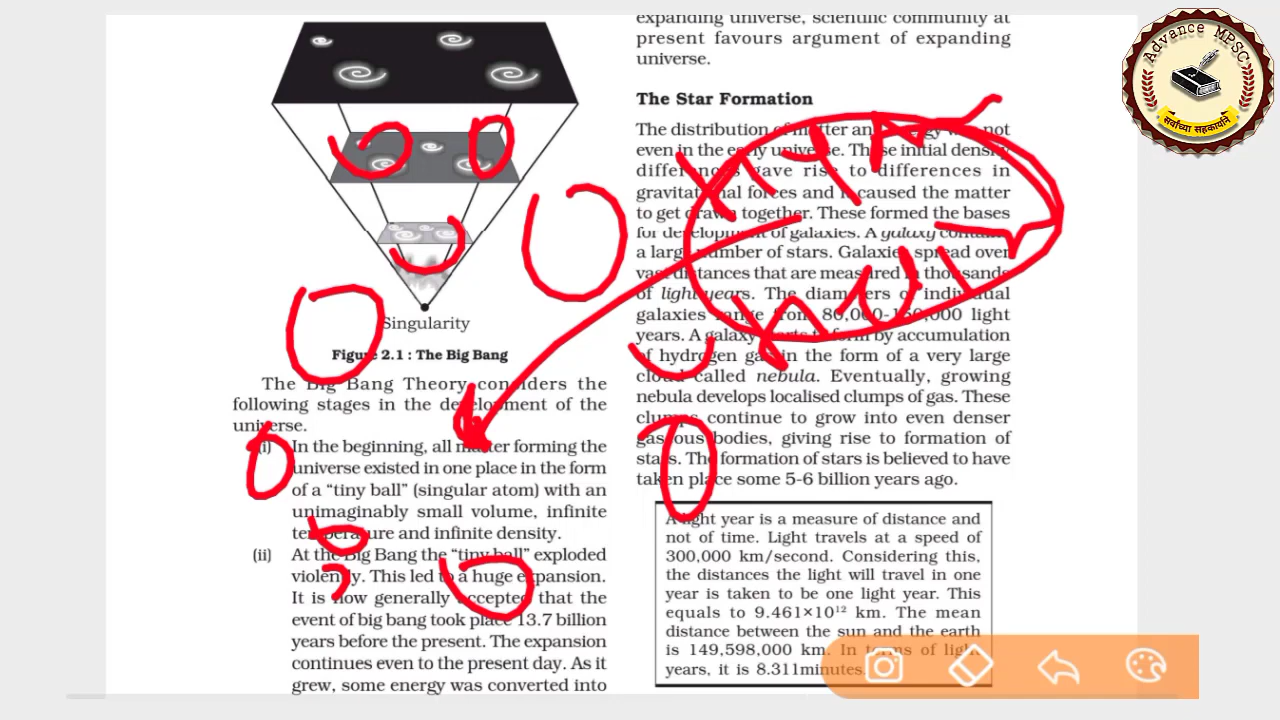 expanding universe, scientific community at
present favours argument of expanding
universe.
The Star Formation
The distribution of matter and energy was not
even in the early universe. These initial density
differences gave rise to differences in
gravitational forces and it caused the matter
to get drawn together. These formed the bases
for development of galaxies. A galaxy contains
a large number of stars. Galaxies spread over
vast distances that are measured in thousands
of light-years. The diameters of individual
galaxies range from 80,000-150,000 light
years. A galaxy starts to form by accumulation
of hydrogen gas in the form of a very large
cloud called nebula. Eventually, growing
nebula develops localised clumps of gas. These
clumps continue to grow into even denser
gaseous bodies, giving rise to formation of
stars. The formation of stars is believed to have
taken place some 5-6 billion years ago.
A light year is a measure of distance and
not of time. Light travels at a speed of
300,000 km/second. Considering this,
the distances the light will travel in one
year is taken to be one light year. This
equals to 9.461×10¹² km. The mean
distance between the sun and the earth
is 149,598,000 km. In terms of light
years, it is 8.311minutes.
Singularity
Figure 2.1 : The Big Bang
The Big Bang Theory considers the
following stages in the development of the
universe.
(i) In the beginning, all matter forming the
universe existed in one place in the form
of a “tiny ball” (singular atom) with an
unimaginably small volume, infinite
temperature and infinite density.
(ii) At the Big Bang the “tiny ball” exploded
violently. This led to a huge expansion.
It is now generally accepted that the
event of big bang took place 13.7 billion
years before the present. The expansion
continues even to the present day. As it
grew, some energy was converted into
Advance MPSC
सर्वांच्या सहकार्याने